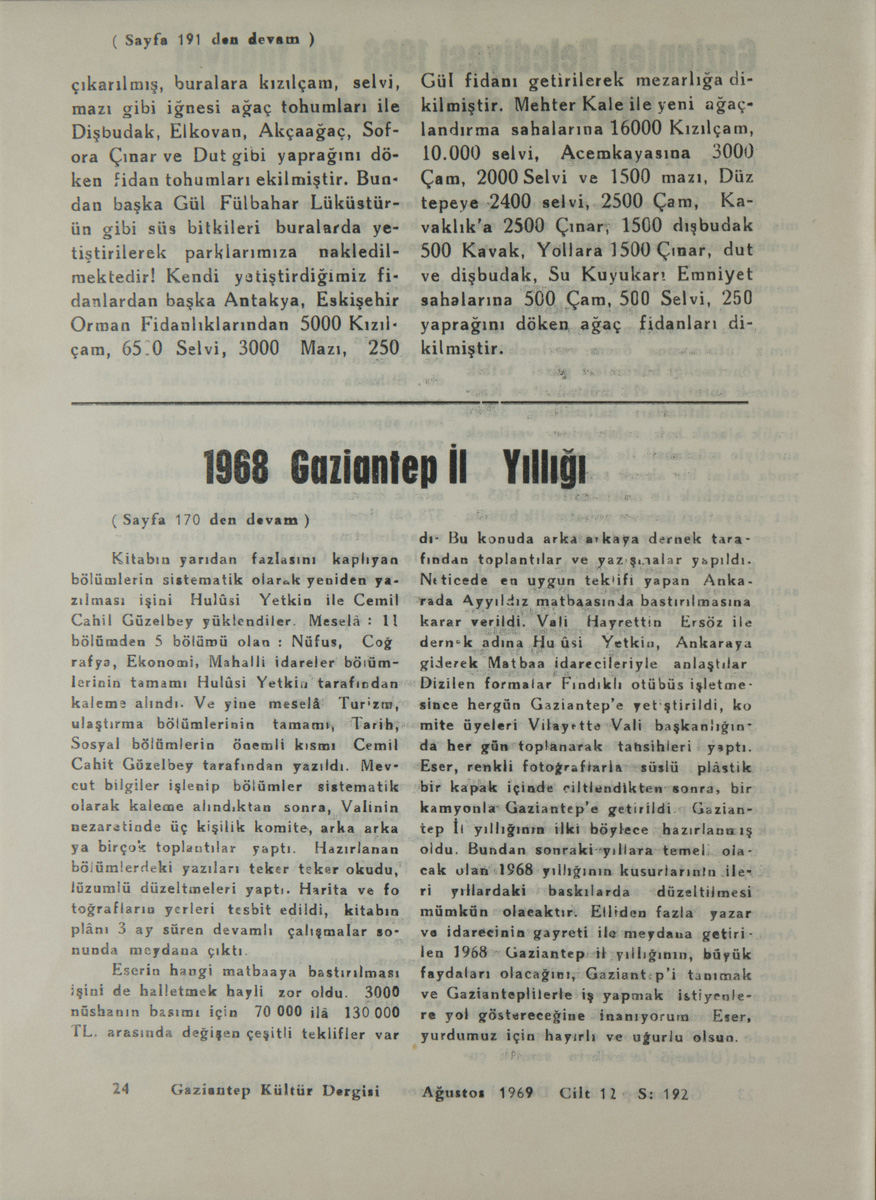 ( Sayfa 191 den devam )
çıkarılmış, buralara kızılçam, selvi,
mazı gibi iğnesi ağaç tohumları ile
Dişbudak, Elkovan, Akçaağaç, Sof-
ora Çınar ve Dut gibi yaprağını dö-
ken fidan tohumları ekilmiştir. Bun-
dan başka Gül Fülbahar Lüküstür-
ün gibi süs bitkileri buralarda ye-
tiştirilerek parklarımıza nakledil-
mektedir! Kendi yetiştirdiğimiz fi-
danlardan başka Antakya, Eskişehir
Orman Fidanlıklarından 5000 Kızıl-
çam, Selvi, 3000 Mazı, 250
Gül fidanı getirilerek mezarlığa di-
kilmiştir. Mehter Kale ile yeni ağaç-
landırma sahalarına 16000 Kızılçam,
10.000 selvi, Acemkayasına 3000
Çam, 2000 Selvi ve 1500 mazı, Düz
tepeye 2400 selvi, 2500 Çam, Ka-
vaklık'a 2500 Çınar, 1500 dışbudak
500 Kavak, Yollara 1500 Çınar, dut
ve dişbudak, Su Kuyukarı Emniyet
sahalarına 500 Çam, 500 Selvi, 250
yaprağını döken ağaç fidanları di-
kilmiştir.
1968 Gaziantep İl Yıllığı
( Sayfa 170 den devam )
Kitabın yarıdan fazlasını kaplıyan
bölümlerin sistematik olarak yeniden ya-
zılması işini Hulûsi Yetkin ile Cemil
Cahil Güzelbey yüklendiler. Meselâ : 11
bölümden 5 bölümü olan : Nüfus, Coğ
rafya, Ekonomi, Mahalli idareler bölüm-
lerinin tamamı Hulûsi Yetkin tarafından
kaleme alındı. Ve yine meselâ Turizm,
ulaştırma bölümlerinin tamamı, Tarih,
Sosyal bölümlerin önemli kısmı Cemil
Cahit Güzelbey tarafından yazıldı. Mev-
cut bilgiler işlenip bölümler sistematik
olarak kaleme alındıktan sonra, Valinin
nezaretinde üç kişilik komite, arka arka
ya birçok toplantılar yaptı. Hazırlanan
bölümlerdeki yazıları teker teker okudu,
lüzumlü düzeltmeleri yaptı. Harita ve fo
toğrafların yerleri tesbit edildi, kitabın
plânı 3 ay süren devamlı çalışmalar so-
nunda meydana çıktı.
Eserin hangi matbaaya bastırılması
işini de halletmek hayli zor oldu. 3000
nüshanın basımı için 70 000 ilâ 130 000
TL. arasında değişen çeşitli teklifler var
dı- Bu konuda arka arkaya dernek tara-
fından toplantılar ve yazışmalar yapıldı.
Neticede en uygun teklifi yapan Anka-
rada Ayyıldız matbaasında bastırılmasına
karar verildi. Vali Hayrettin Ersöz ile
dernek adına Hulûsi Yetkin, Ankaraya
giderek Matbaa idarecileriyle anlaştılar
Dizilen formalar Fındıklı otübüs işletme-
since hergün Gaziantep'e yetiştirildi, ko
mite üyeleri Vilayette Vali başkanlığın-
da her gün toplanarak tahsihleri yaptı.
Eser, renkli fotoğraflarla süslü plâstik
bir kapak içinde ciltlendikten sonra, bir
kamyonla Gaziantep'e getirildi. Gazian-
tep İl yıllığının ilki böylece hazırlanmış
oldu. Bundan sonraki yıllara temel ola-
cak olan 1968 yıllığının kusurlarının ile-
ri yıllardaki baskılarda düzeltilmesi
mümkün olacaktır. Elliden fazla yazar
ve idarecinin gayreti ile meydana getiri-
len 1968 Gaziantep il yıllığının, büyük
faydaları olacağını, Gaziantep'i tanımak
ve Gazianteplilerle iş yapmak istiyenle-
re yol göstereceğine inanıyorum Eser,
yurdumuz için hayırlı ve uğurlu olsun.
24 Gaziantep Kültür Dergisi Ağustos 1969 Cilt 12 S: 192